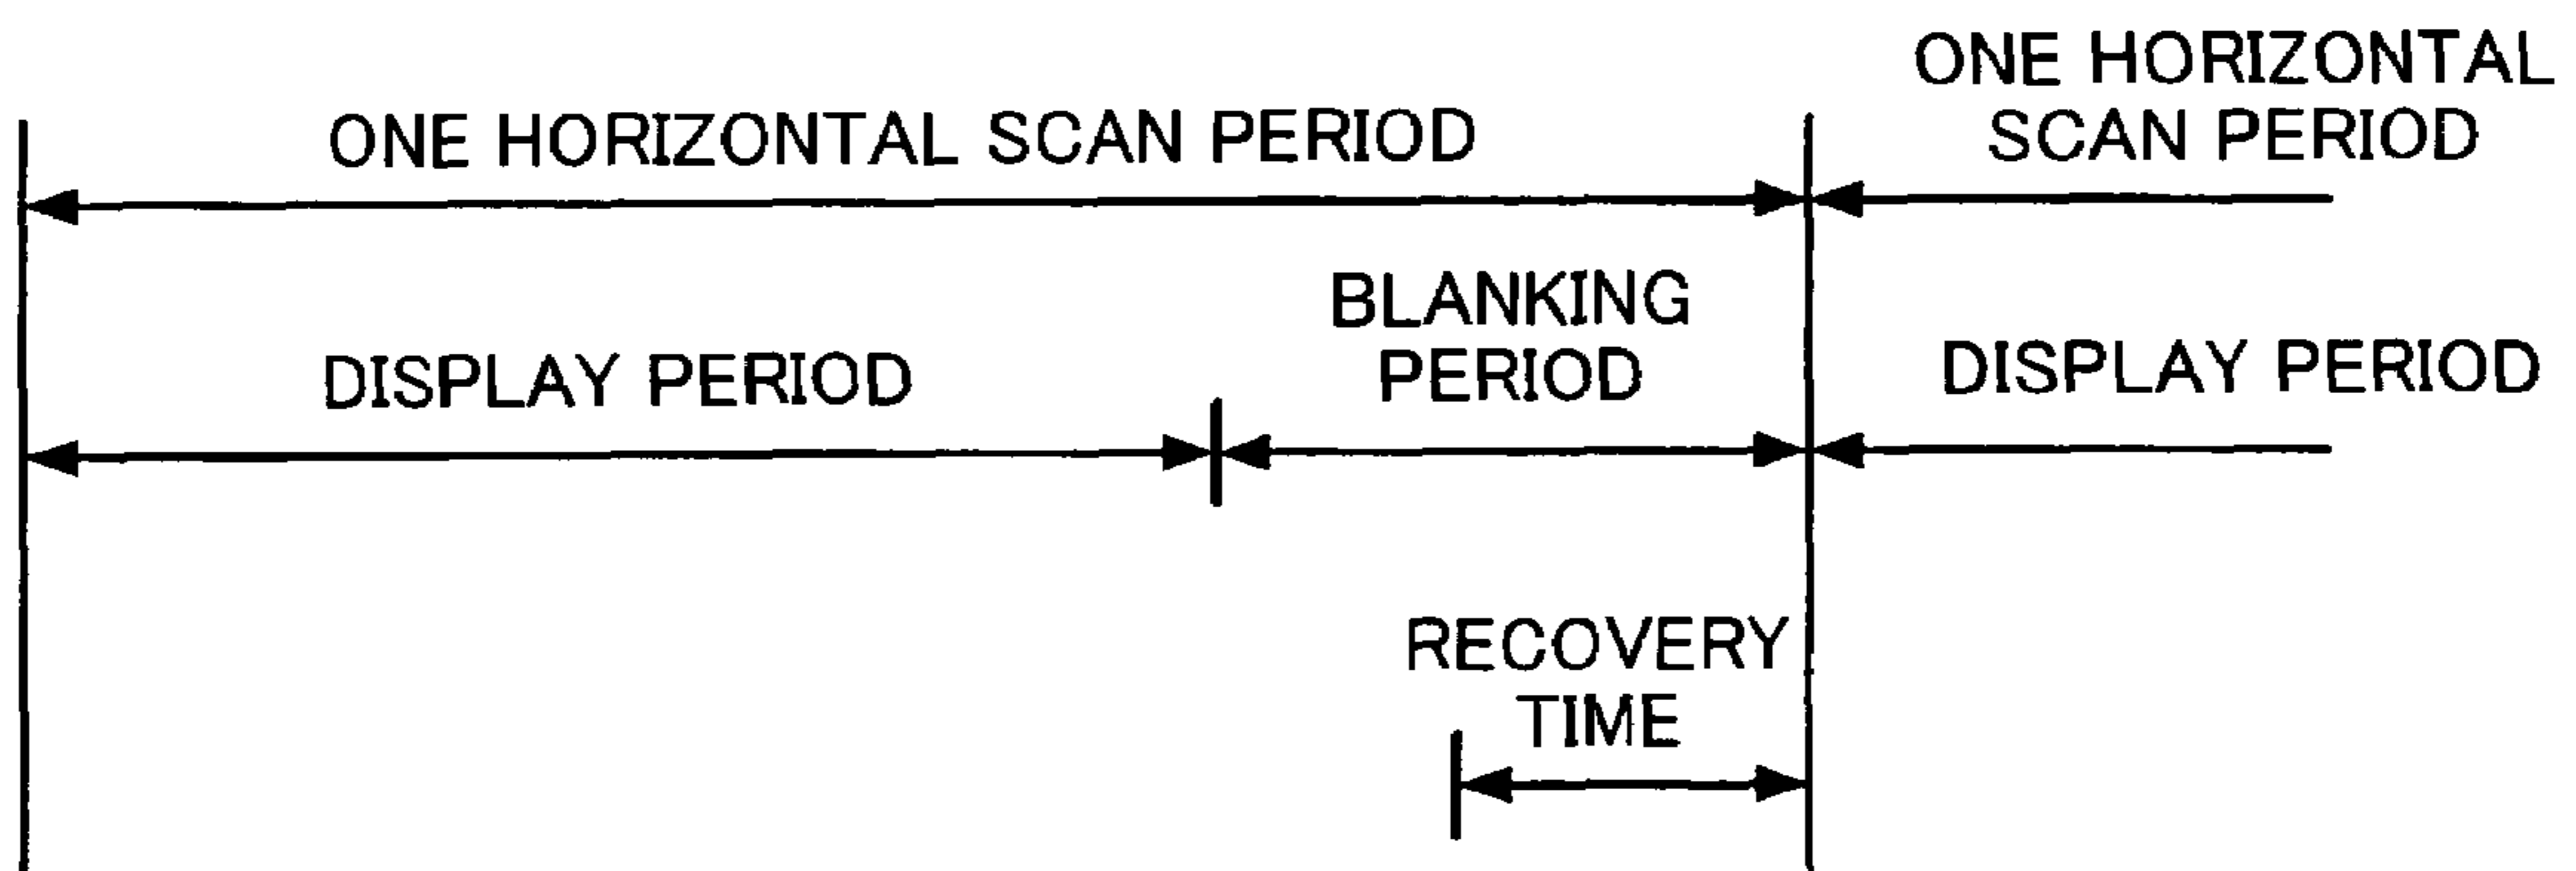 ONE HORIZONTAL SCAN PERIOD
ONE HORIZONTAL
SCAN PERIOD
DISPLAY PERIOD
BLANKING
PERIOD
DISPLAY PERIOD
RECOVERY
TIME